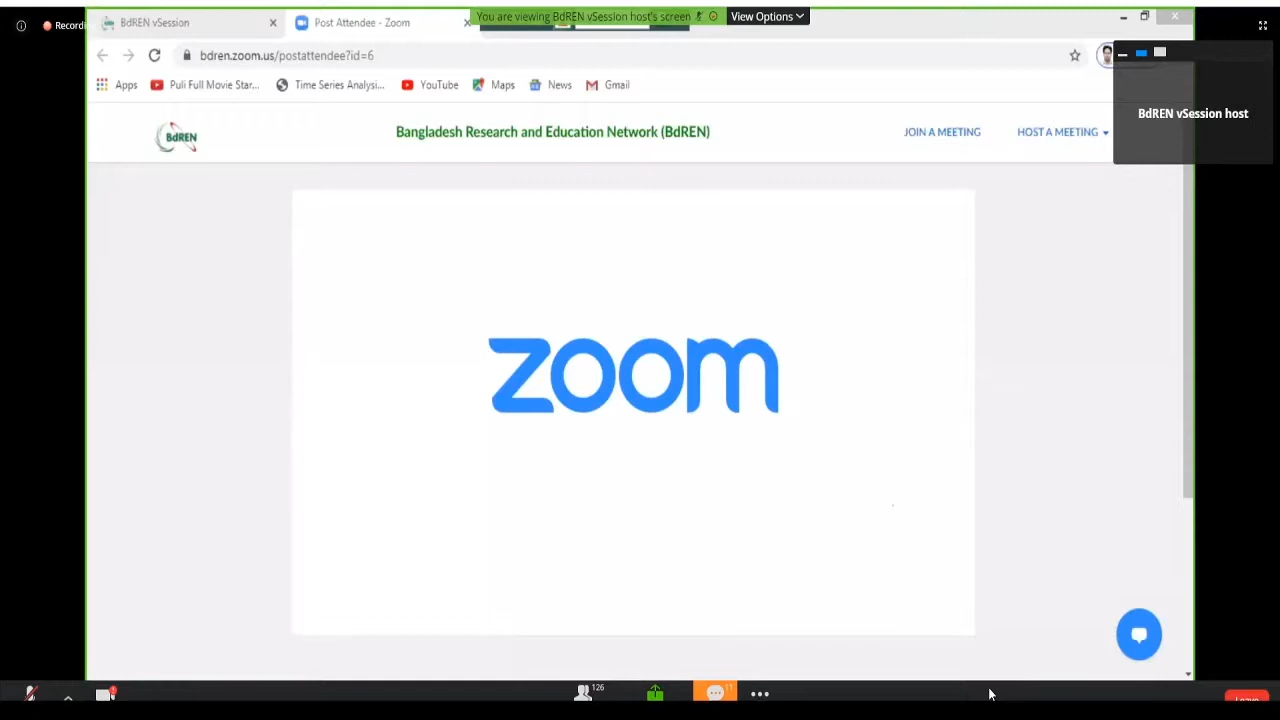 You are viewing BdREN vSession host's screen
View Options
BdREN vSession
Post Attendee - Zoom
bdren.zoom.us/postattendee?id=6
Apps
Puli Full Movie Star...
Time Series Analysi...
YouTube
Maps
News
Gmail
BdREN vSession host
BdREN
Bangladesh Research and Education Network (BdREN)
JOIN A MEETING
HOST A MEETING
zoom
126
11